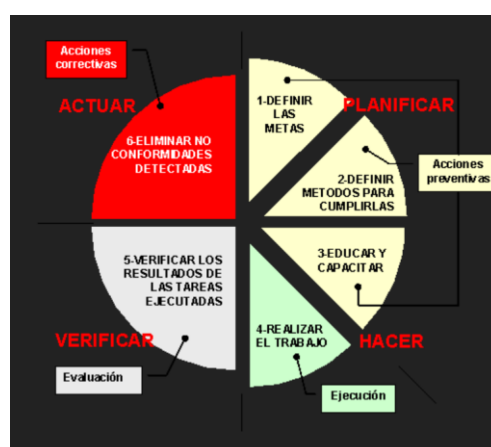 Acciones
correctivas
ACTUAR
6-ELIMINAR NO
CONFORMIDADES
DETECTADAS
1-DEFINIR
LAS
METAS
PLANIFICAR
Acciones
preventivas
2-DEFINIR
METODOS PARA
CUMPLIRLAS
3-EDUCAR Y
CAPACITAR
5-VERIFICAR LOS
RESULTADOS DE
LAS TAREAS
EJECUTADAS
4-REALIZAR
EL TRABAJO
VERIFICAR
HACER
Evaluación
Ejecución